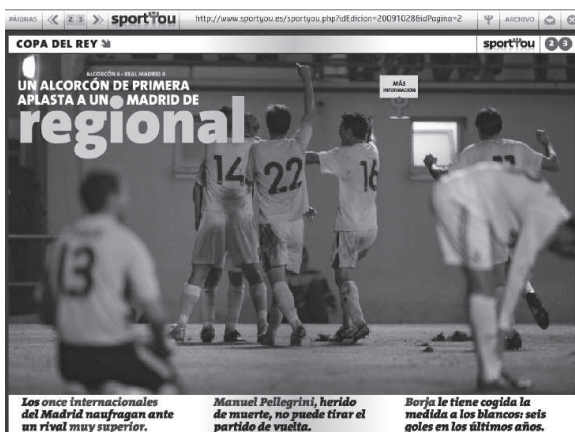 PÁGINAS 2 3 sportYou http://www.sportyou.es/sportyou.php?idEdicion=20091028&idPagina=2 ARCHIVO
COPA DEL REY sportYou 2 3
ALCORCÓN 4 - REAL MADRID 0
UN ALCORCÓN DE PRIMERA
APLASTA A UN MADRID DE
regional
MÁS
INFORMACIÓN
14 22 16 11
13
Los once internacionales
del Madrid naufragan ante
un rival muy superior.
Manuel Pellegrini, herido
de muerte, no puede tirar el
partido de vuelta.
Borja le tiene cogida la
medida a los blancos: seis
goles en los últimos años.